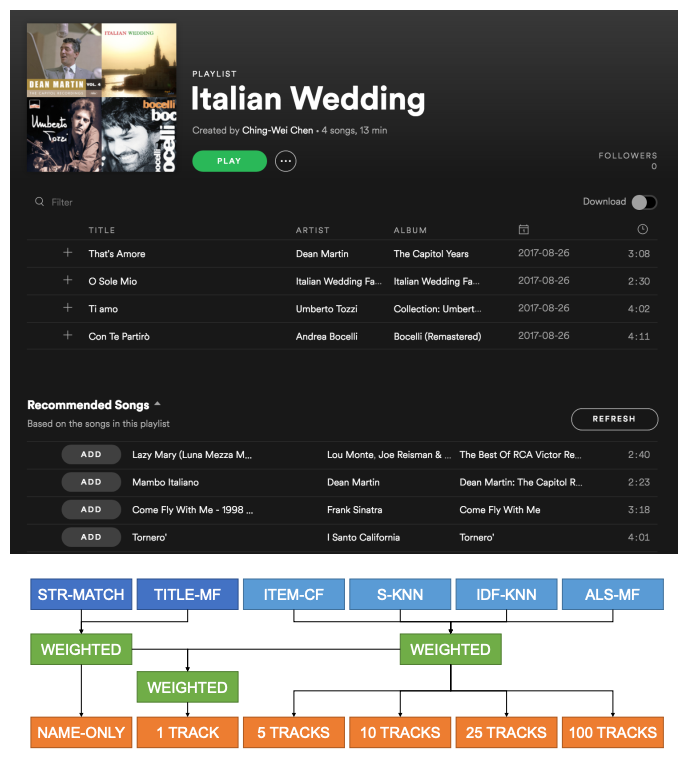 ITALIAN WEDDING
DEAN MARTIN VOL. 4
THE CAPITOL RECORDINGS
Umberto
Tozzi
bocelli
bocelli
bocelli
PLAYLIST
Italian Wedding
Created by Ching-Wei Chen • 4 songs, 13 min
PLAY
FOLLOWERS
0
Filter
Download
TITLE ARTIST ALBUM
That's Amore Dean Martin The Capitol Years 2017-08-26 3:08
O Sole Mio Italian Wedding Fa... Italian Wedding Fa... 2017-08-26 2:30
Ti amo Umberto Tozzi Collection: Umbert... 2017-08-26 4:02
Con Te Partirò Andrea Bocelli Bocelli (Remastered) 2017-08-26 4:11
Recommended Songs
Based on the songs in this playlist
REFRESH
ADD Lazy Mary (Luna Mezza M... Lou Monte, Joe Reisman & ... The Best Of RCA Victor Re... 2:40
ADD Mambo Italiano Dean Martin Dean Martin: The Capitol R... 2:23
ADD Come Fly With Me - 1998 ... Frank Sinatra Come Fly With Me 3:18
ADD Tornero' I Santo California Tornero' 4:01
STR-MATCH TITLE-MF ITEM-CF S-KNN IDF-KNN ALS-MF
WEIGHTED WEIGHTED
WEIGHTED
NAME-ONLY 1 TRACK 5 TRACKS 10 TRACKS 25 TRACKS 100 TRACKS